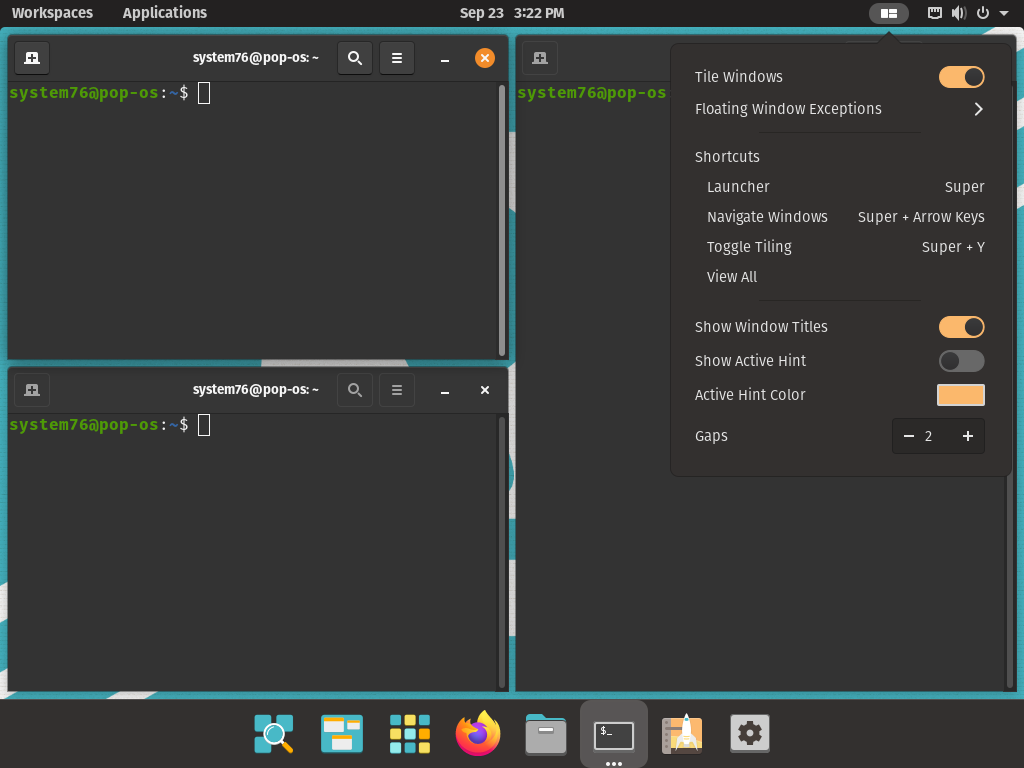 Workspaces Applications Sep 23 3:22 PM
system76@pop-os: ~
system76@pop-os:~$
system76@pop-os: ~
system76@pop-os:~$
system76@pop-os
Tile Windows
Floating Window Exceptions
Shortcuts
Launcher Super
Navigate Windows Super + Arrow Keys
Toggle Tiling Super + Y
View All
Show Window Titles
Show Active Hint
Active Hint Color
Gaps − 2 +
$_